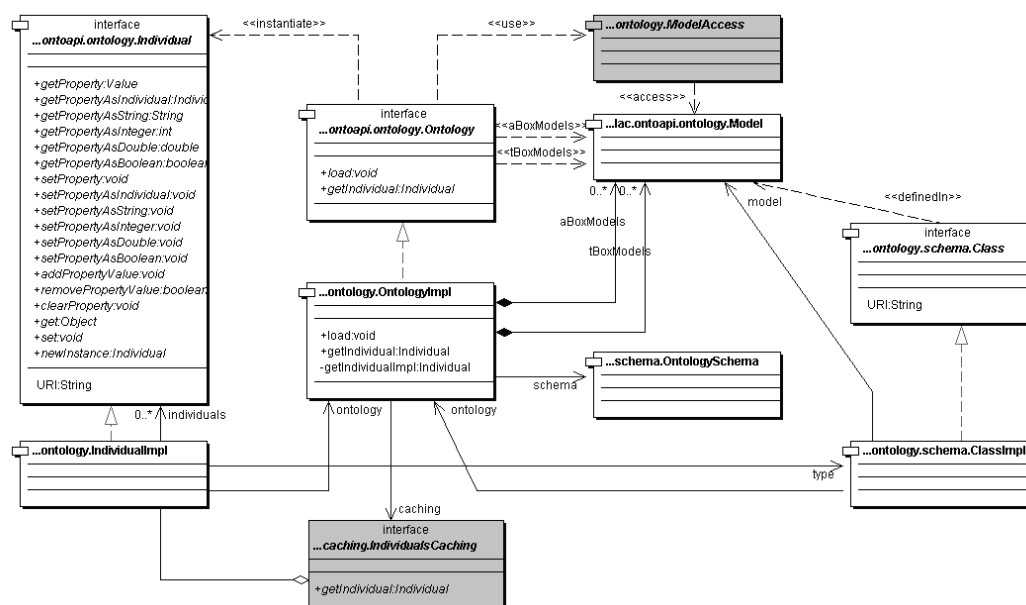 interface
...ontoapi.ontology.Individual
+getProperty:Value
+getPropertyAsIndividual:Individ
+getPropertyAsString:String
+getPropertyAsInteger:int
+getPropertyAsDouble:double
+getPropertyAsBoolean:boolean
+setProperty:void
+setPropertyAsIndividual:void
+setPropertyAsString:void
+setPropertyAsInteger:void
+setPropertyAsDouble:void
+setPropertyAsBoolean:void
+addPropertyValue:void
+removePropertyValue:boolean
+clearProperty:void
+get:Object
+set:void
+newInstance:Individual
URI:String
<<instantiate>>
<<use>>
...ontology.ModelAccess
<<access>>
interface
...ontoapi.ontology.Ontology
+load:void
+getIndividual:Individual
<<aBoxModels>>
<<tBoxModels>>
...lac.ontoapi.ontology.Model
0..*
0..*
aBoxModels
tBoxModels
model
<<definedIn>>
interface
...ontology.schema.Class
URI:String
...ontology.OntologyImpl
+load:void
+getIndividual:Individual
-getIndividualImpl:Individual
schema
...schema.OntologySchema
0..*
individuals
ontology
ontology
...ontology.IndividualImpl
type
...ontology.schema.ClassImpl
caching
interface
...caching.IndividualsCaching
+getIndividual:Individual